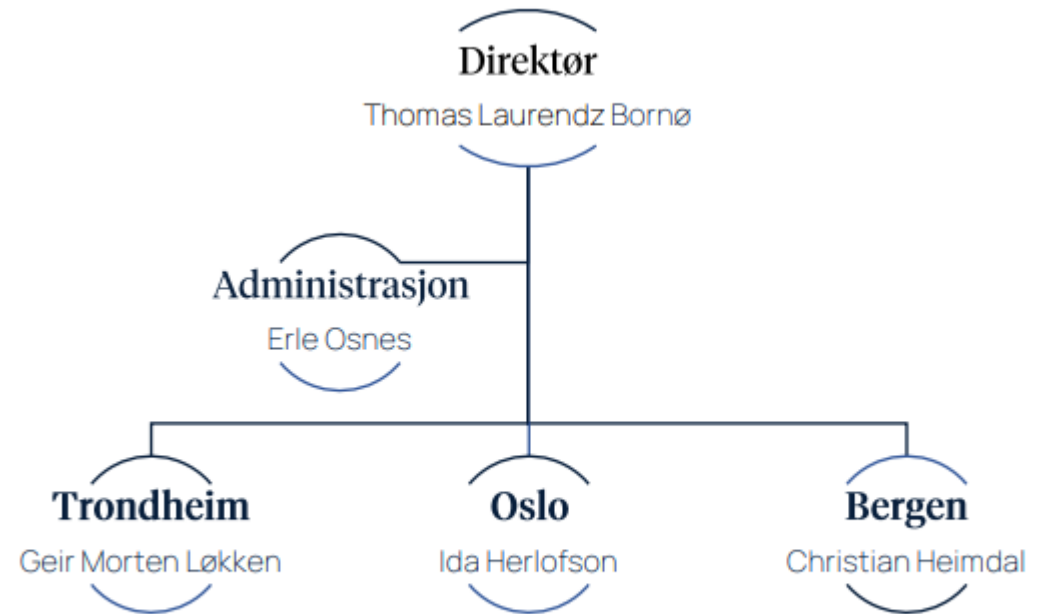 Direktør
Thomas Laurendz Bornø
Administrasjon
Erle Osnes
Trondheim
Geir Morten Løkken
Oslo
Ida Herlofson
Bergen
Christian Heimdal